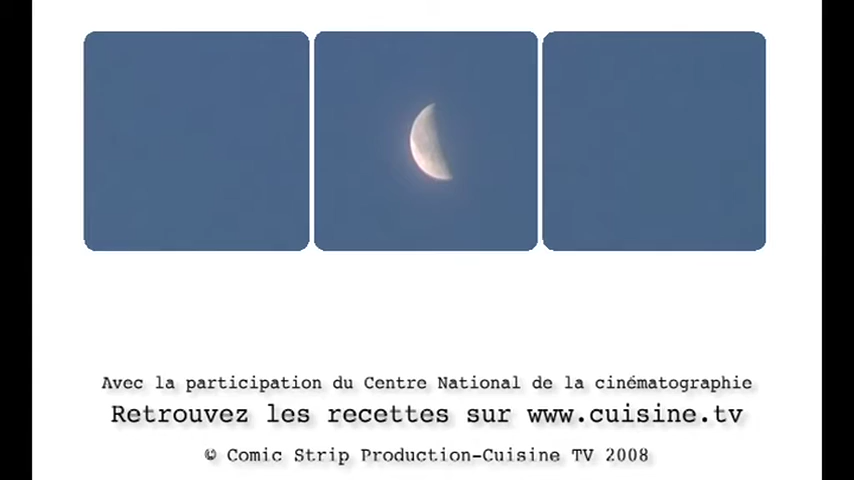 Avec la participation du Centre National de la cinématographie
Retrouvez les recettes sur www.cuisine.tv
© Comic Strip Production-Cuisine TV 2008